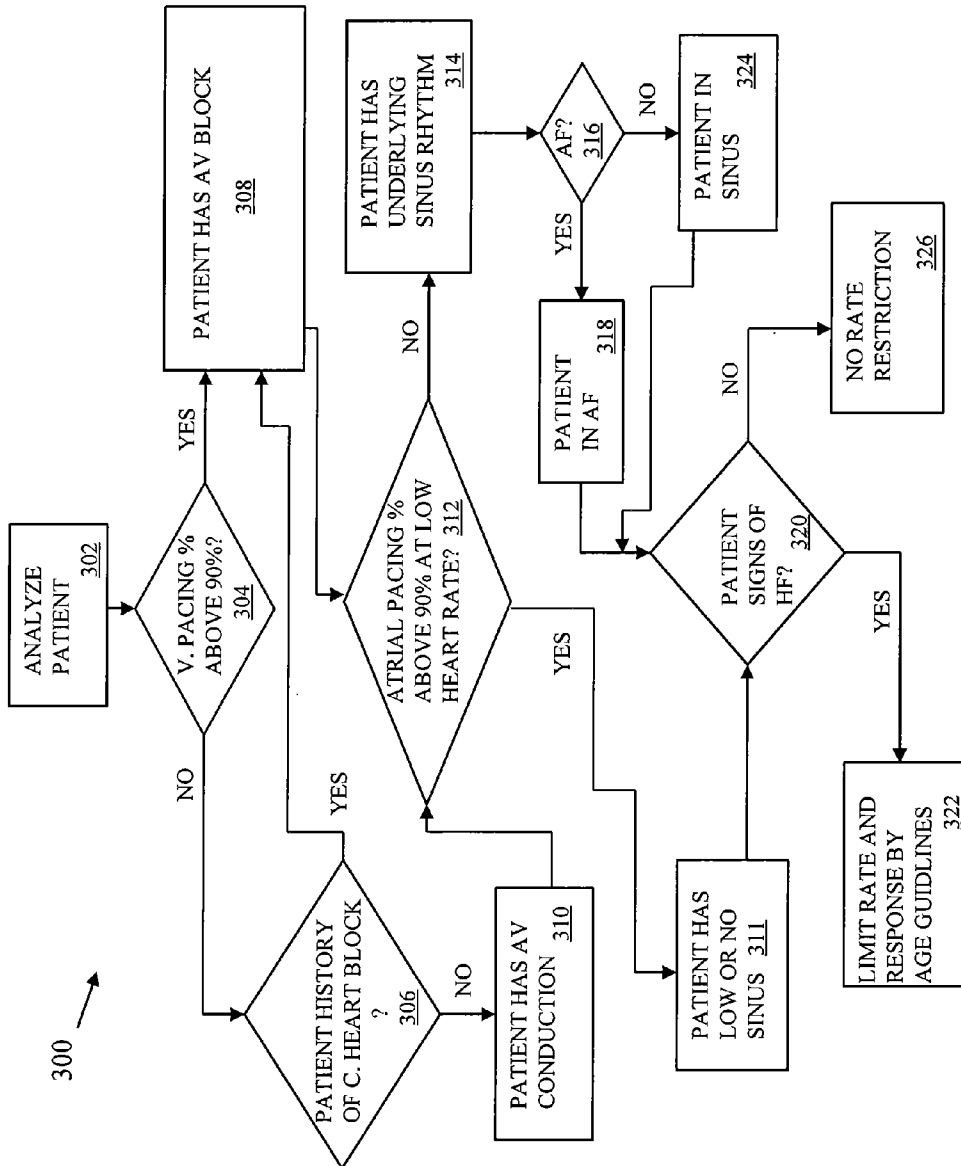 300
ANALYZE
PATIENT 302
V. PACING %
ABOVE 90%?
304
NO
YES
PATIENT HISTORY
OF C. HEART BLOCK
?
306
YES
NO
PATIENT HAS AV BLOCK
308
PATIENT HAS AV
CONDUCTION
310
ATRIAL PACING %
ABOVE 90% AT LOW
HEART RATE? 312
NO
YES
PATIENT HAS
UNDERLYING
SINUS RHYTHM
314
PATIENT HAS
LOW OR NO
SINUS 311
AF?
316
YES
NO
PATIENT
IN AF
318
PATIENT IN
SINUS
324
PATIENT
SIGNS OF
HF?
320
NO
YES
LIMIT RATE AND
RESPONSE BY
AGE GUIDLINES
322
NO RATE
RESTRICTION
326